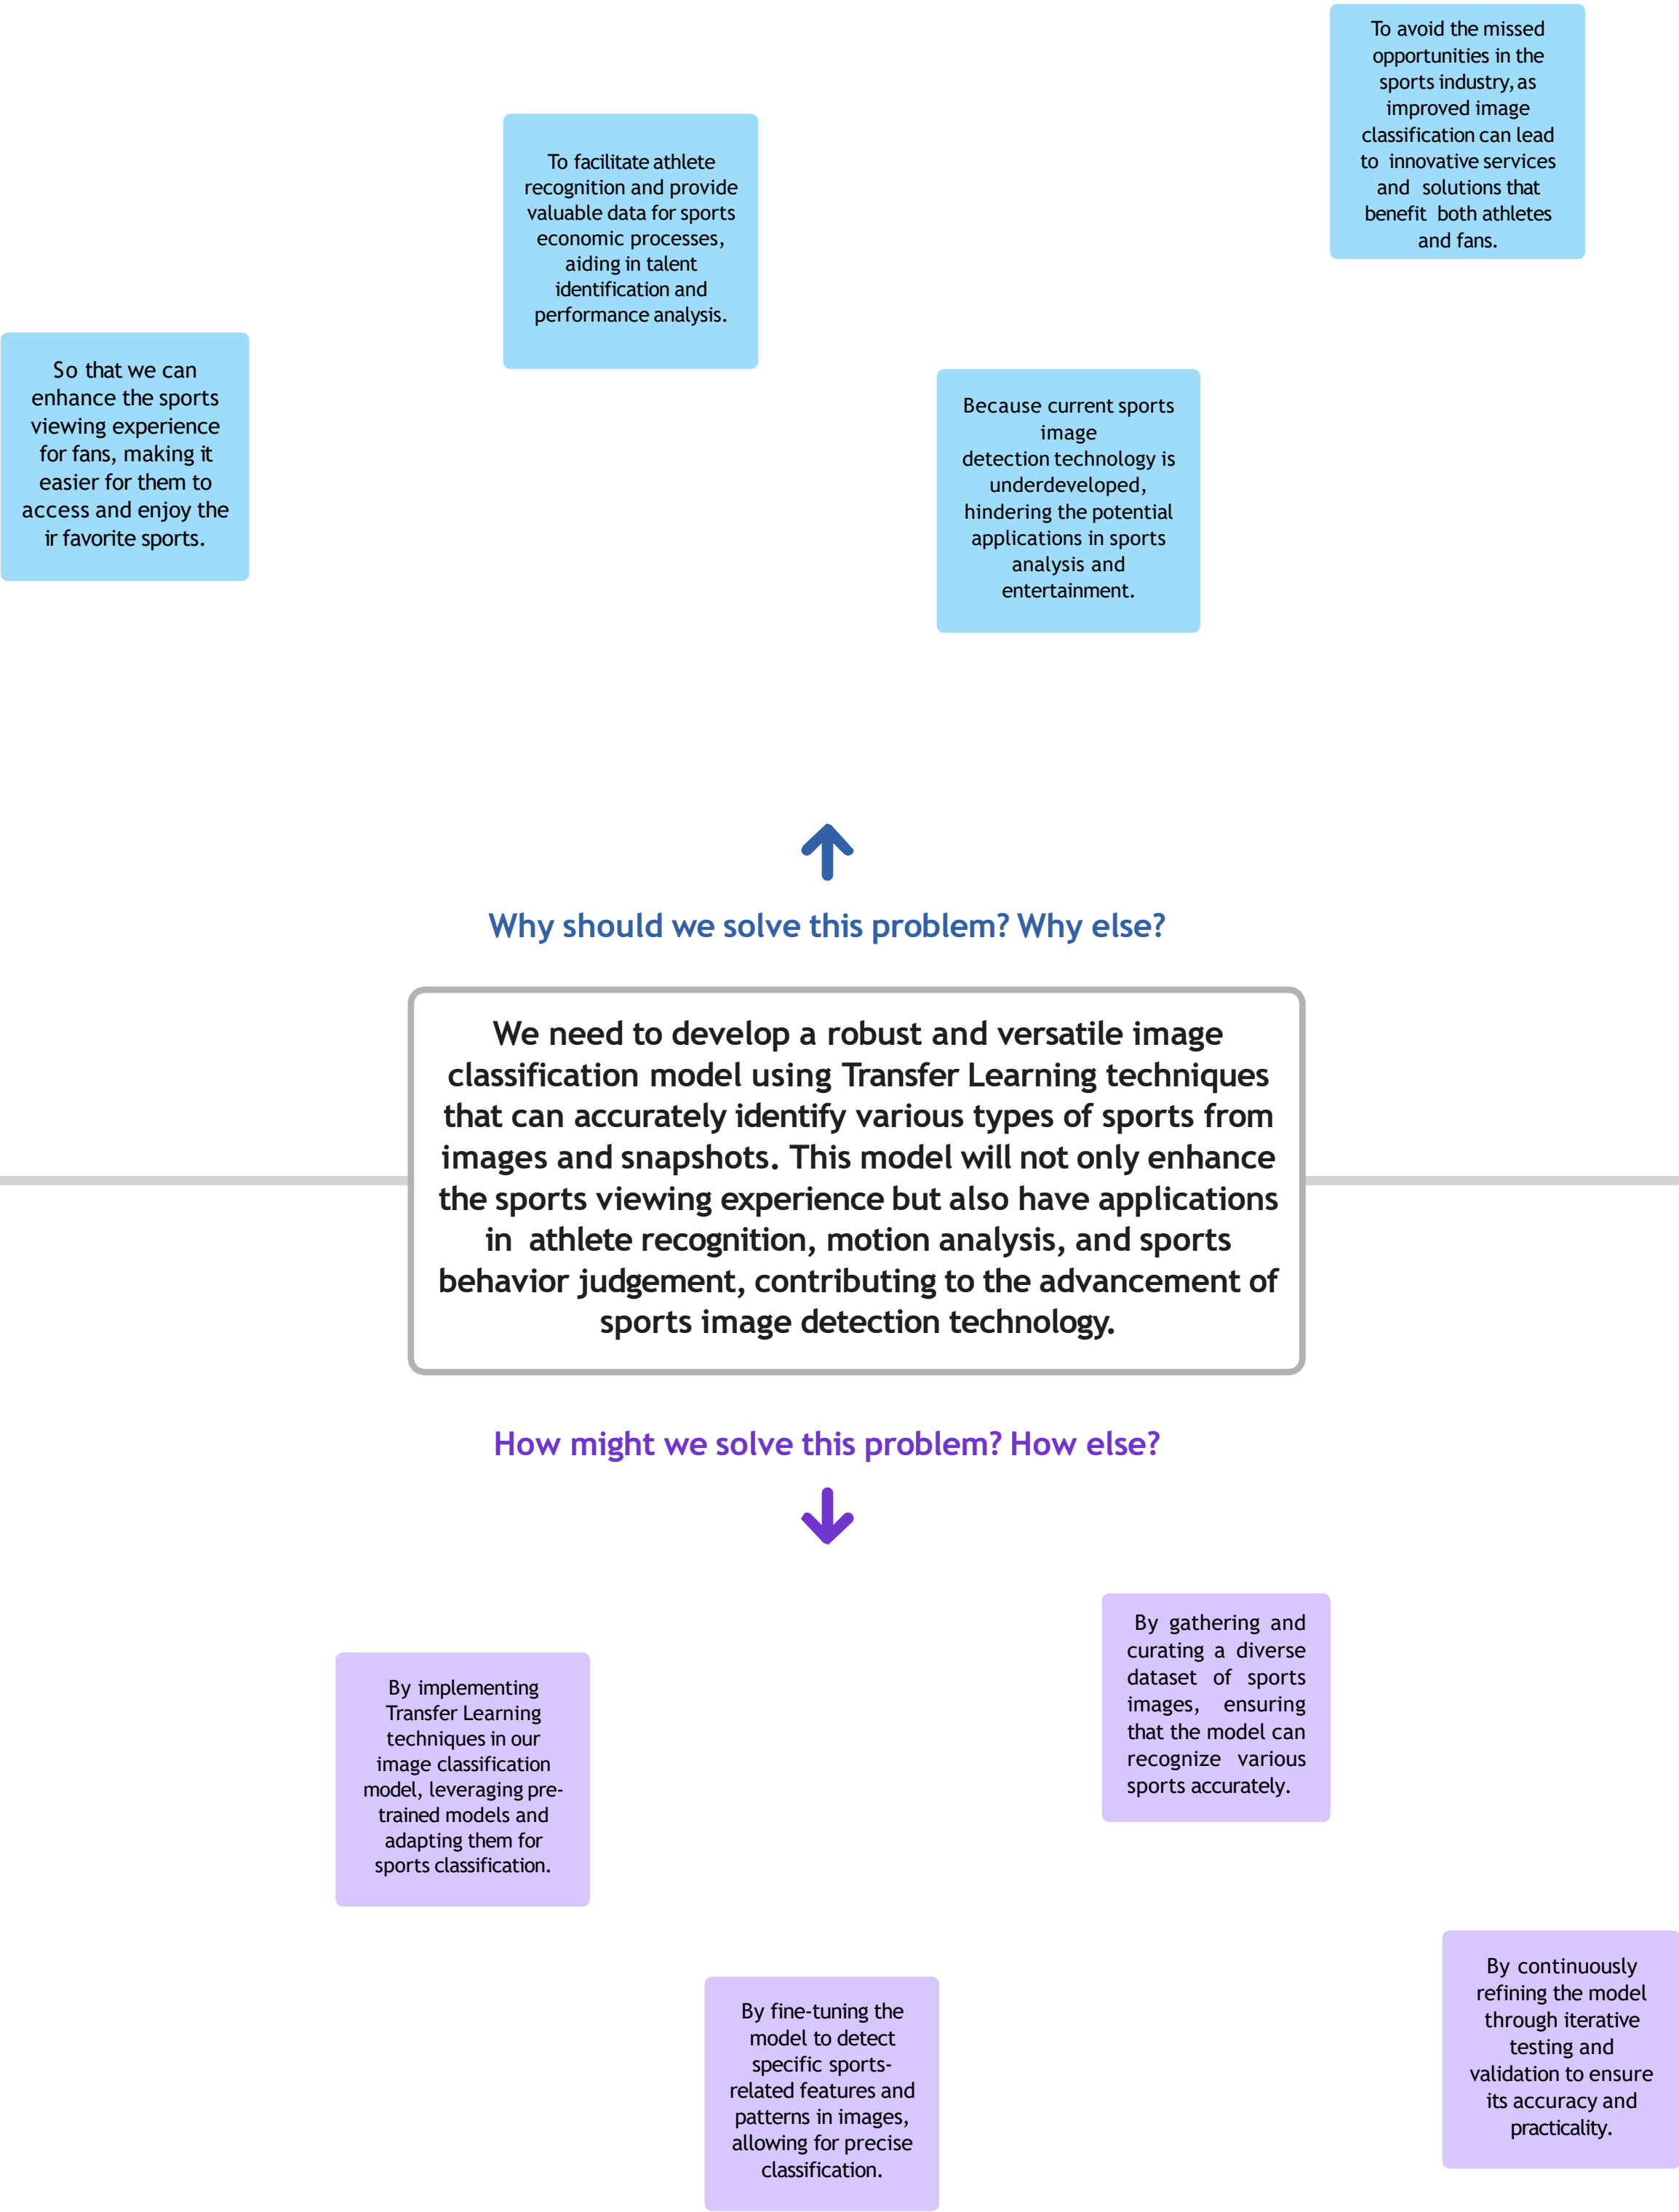 To avoid the missed
opportunities in the
sports industry, as
improved image
classification can lead
to innovative services
and solutions that
benefit both athletes
and fans.
To facilitate athlete
recognition and provide
valuable data for sports
economic processes,
aiding in talent
identification and
performance analysis.
So that we can
enhance the sports
viewing experience
for fans, making it
easier for them to
access and enjoy the
ir favorite sports.
Because current sports
image
detection technology is
underdeveloped,
hindering the potential
applications in sports
analysis and
entertainment.
Why should we solve this problem? Why else?
We need to develop a robust and versatile image
classification model using Transfer Learning techniques
that can accurately identify various types of sports from
images and snapshots. This model will not only enhance
the sports viewing experience but also have applications
in athlete recognition, motion analysis, and sports
behavior judgement, contributing to the advancement of
sports image detection technology.
How might we solve this problem? How else?
By gathering and
curating a diverse
dataset of sports
images, ensuring
that the model can
recognize various
sports accurately.
By implementing
Transfer Learning
techniques in our
image classification
model, leveraging pre-
trained models and
adapting them for
sports classification.
By continuously
refining the model
through iterative
testing and
validation to ensure
its accuracy and
practicality.
By fine-tuning the
model to detect
specific sports-
related features and
patterns in images,
allowing for precise
classification.